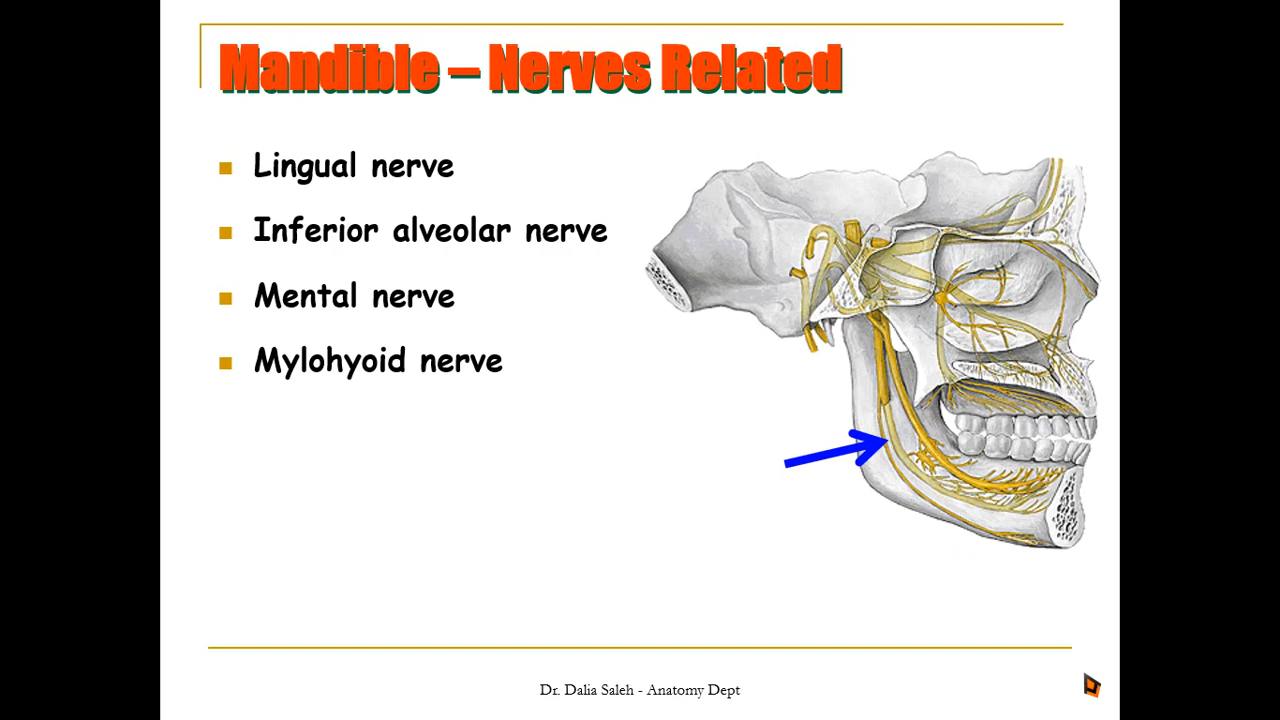 Mandible – Nerves Related
Lingual nerve
Inferior alveolar nerve
Mental nerve
Mylohyoid nerve
Dr. Dalia Saleh - Anatomy Dept